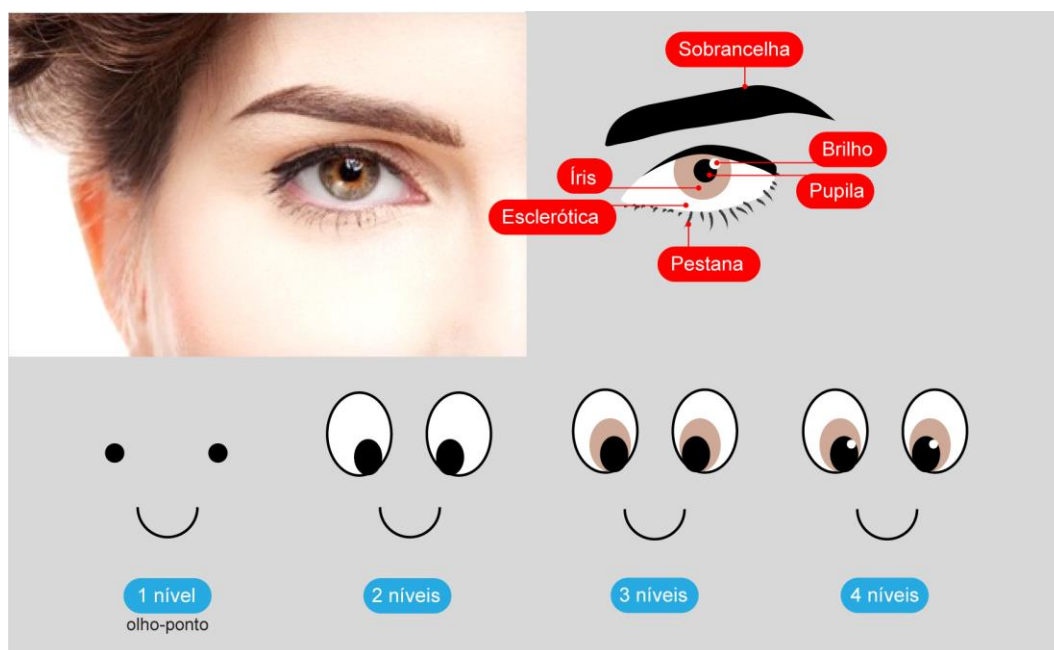 Sobrancelha
Brilho
Íris
Pupila
Esclerótica
Pestana
1 nível
2 níveis
3 níveis
4 níveis
olho-ponto